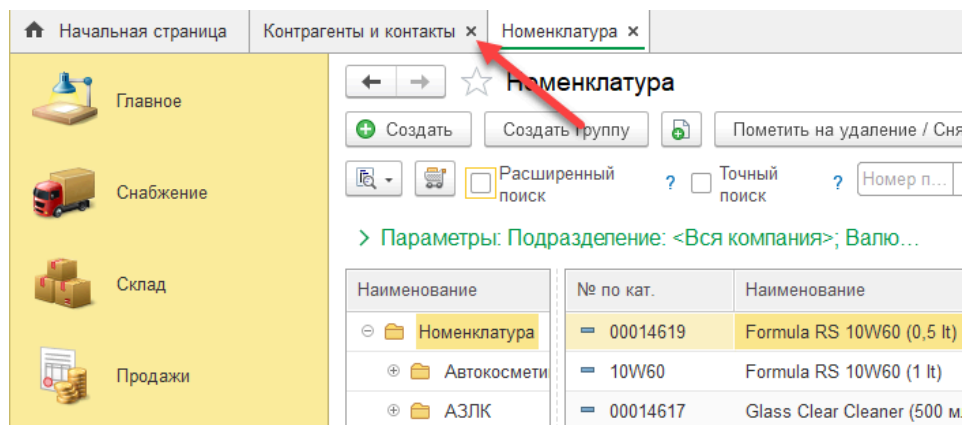 Начальная страница Контрагенты и контакты × Номенклатура ×
Главное
Снабжение
Склад
Продажи
Номенклатура
Создать Создать группу Пометить на удаление / Сня
Расширенный поиск ? Точный поиск ? Номер п...
Параметры: Подразделение: <Вся компания>; Валю...
Наименование № по кат. Наименование
Номенклатура 00014619 Formula RS 10W60 (0,5 lt)
Автокосмети 10W60 Formula RS 10W60 (1 lt)
АЗЛК 00014617 Glass Clear Cleaner (500 м